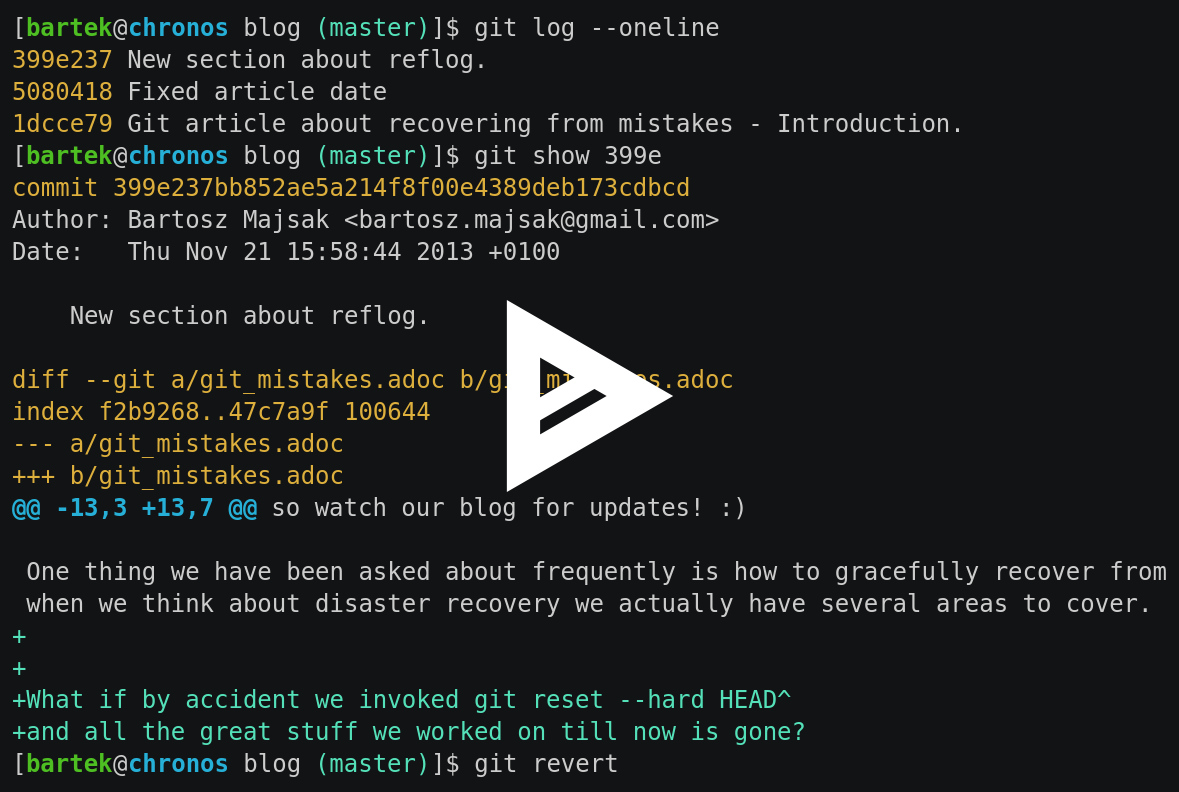 [bartek@chronos blog (master)]$ git log --oneline
399e237 New section about reflog.
5080418 Fixed article date
1dcce79 Git article about recovering from mistakes - Introduction.
[bartek@chronos blog (master)]$ git show 399e
commit 399e237bb852ae5a214f8f00e4389deb173cdbcd
Author: Bartosz Majsak <bartosz.majsak@gmail.com>
Date:   Thu Nov 21 15:58:44 2013 +0100
    New section about reflog.
diff --git a/git_mistakes.adoc
index f2b9268..47c7a9f 100644
--- a/git_mistakes.adoc
+++ b/git_mistakes.adoc
@@ -13,3 +13,7 @@ so watch our blog for updates! :)
 One thing we have been asked about frequently is how to gracefully recover from
 when we think about disaster recovery we actually have several areas to cover.
+
+
+What if by accident we invoked git reset --hard HEAD^
+and all the great stuff we worked on till now is gone?
[bartek@chronos blog (master)]$ git revert